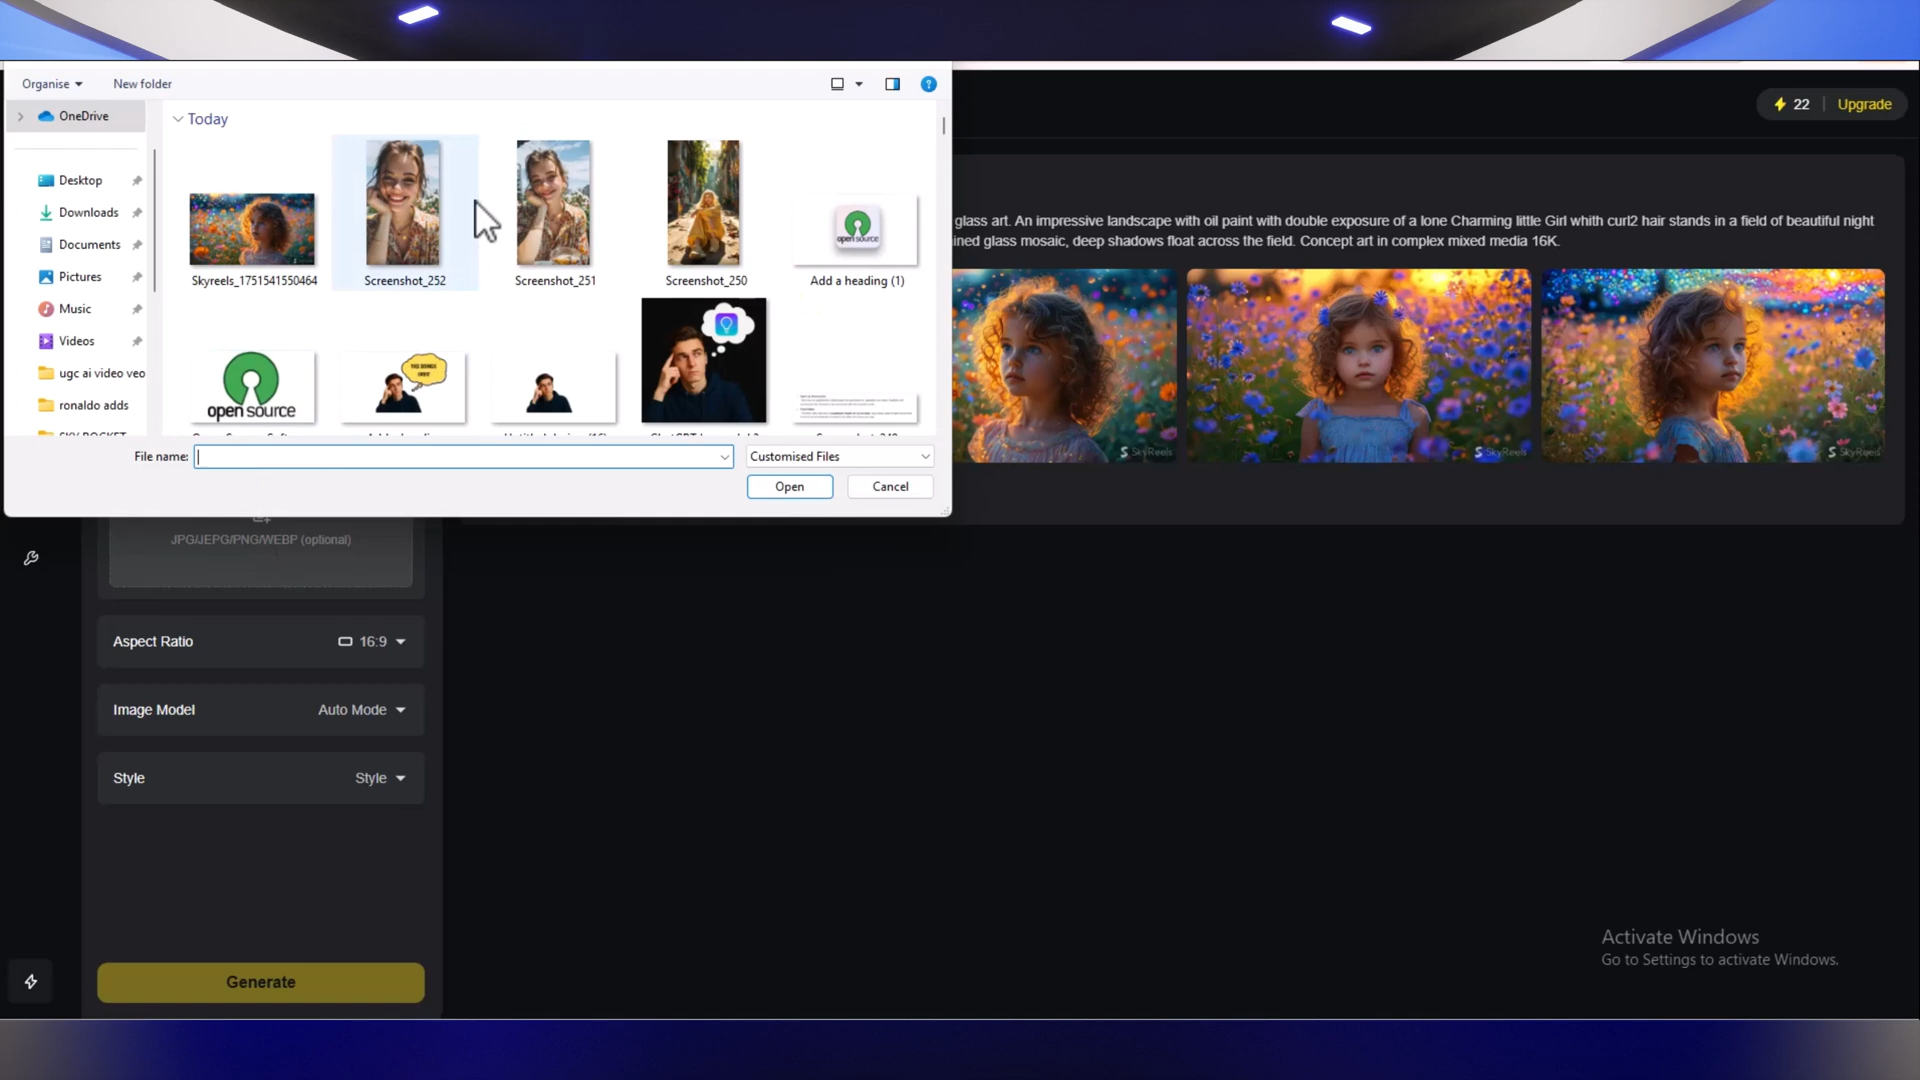 Organise
New folder
22
Upgrade
OneDrive
Today
Desktop
Downloads
Documents
Pictures
Music
Videos
ugc ai video veo
ronaldo adds
Skyreels_1751541550464
Screenshot_252
Screenshot_251
Screenshot_250
open source
Add a heading (1)
open source
glass art. An impressive landscape with oil paint with double exposure of a lone Charming little Girl whith curl2 hair stands in a field of beautiful night
ined glass mosaic, deep shadows float across the field. Concept art in complex mixed media 16K.
SkyReels
SkyReels
SkyReels
File name:
Customised Files
Open
Cancel
JPG/JEPG/PNG/WEBP (optional)
Aspect Ratio
16:9
Image Model
Auto Mode
Style
Style
Generate
Activate Windows
Go to Settings to activate Windows.